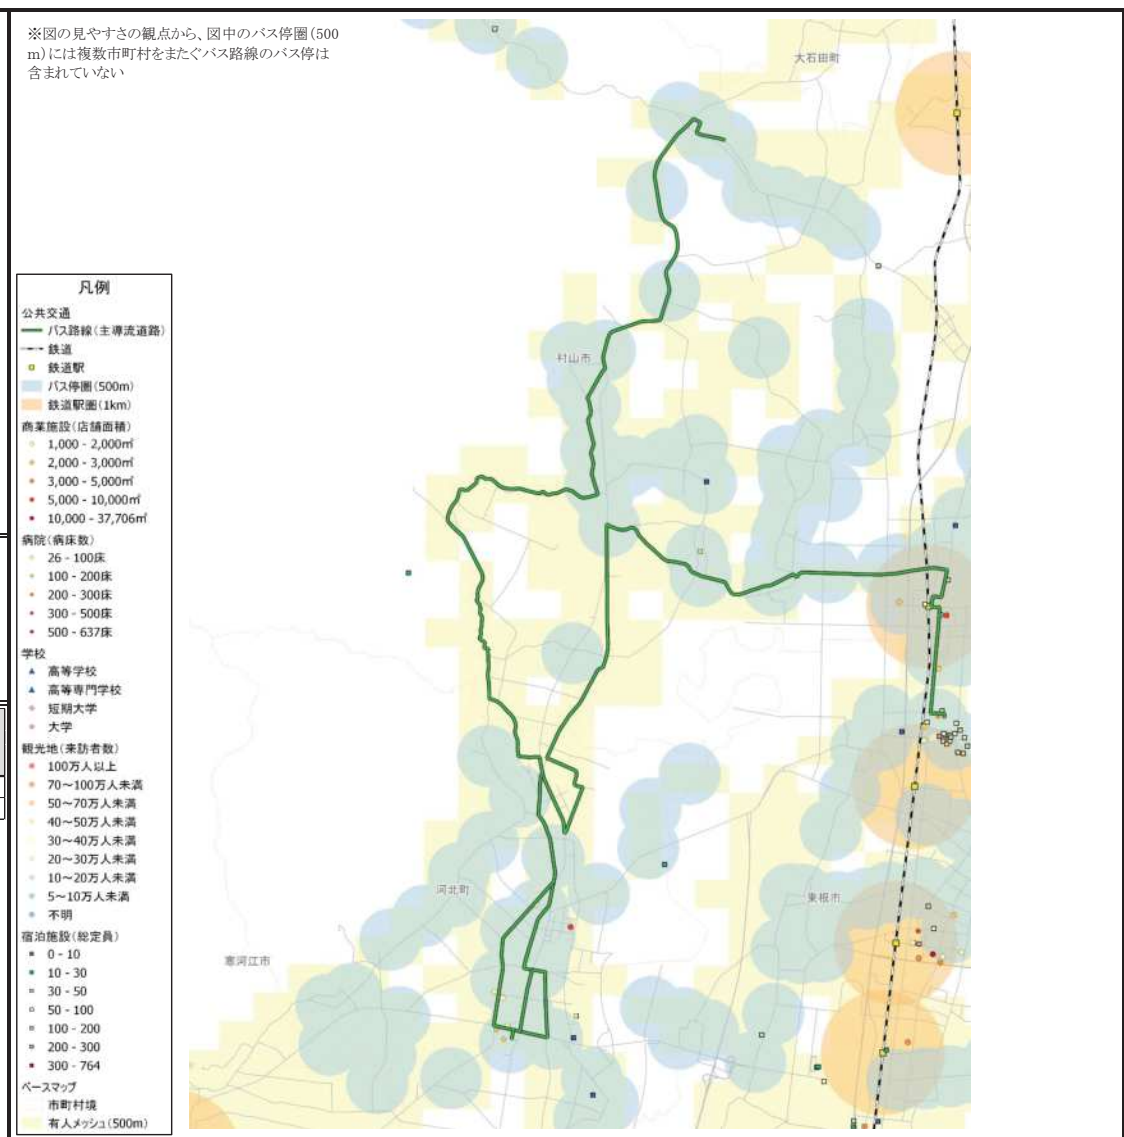 ※図の見やすさの観点から、図中のバス停圏(500
m)には複数市町村をまたぐバス路線のバス停は
含まれていない
大石田町
村山市
河北町
東根市
寒河江市
凡例
公共交通
バス路線(主導流道路)
鉄道
鉄道駅
バス停圏(500m)
鉄道駅圏(1km)
商業施設(店舗面積)
1,000 - 2,000㎡
2,000 - 3,000㎡
3,000 - 5,000㎡
5,000 - 10,000㎡
10,000 - 37,706㎡
病院(病床数)
26 - 100床
100 - 200床
200 - 300床
300 - 500床
500 - 637床
学校
高等学校
高等専門学校
短期大学
大学
観光地(来訪者数)
100万人以上
70～100万人未満
50～70万人未満
40～50万人未満
30～40万人未満
20～30万人未満
10～20万人未満
5～10万人未満
不明
宿泊施設(総定員)
0 - 10
10 - 30
30 - 50
50 - 100
100 - 200
200 - 300
300 - 764
ベースマップ
市町村境
有人メッシュ(500m)